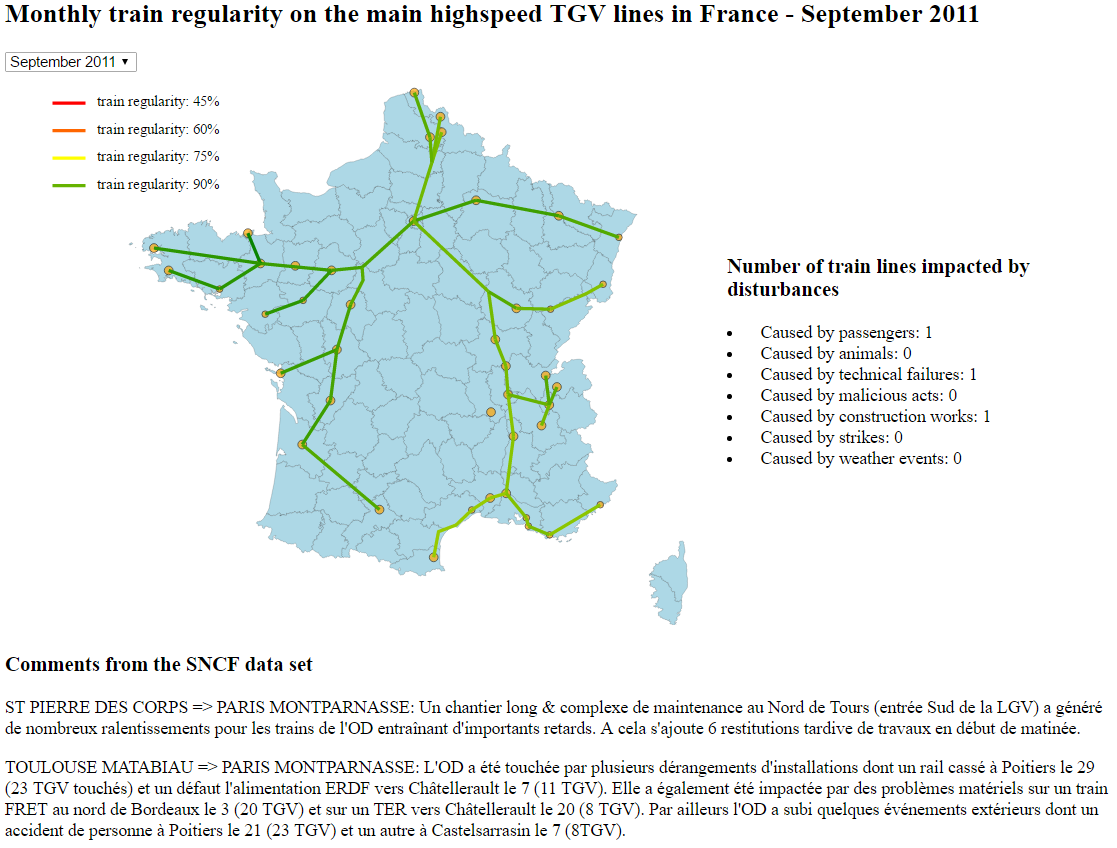 Monthly train regularity on the main highspeed TGV lines in France - September 2011
September 2011
train regularity: 45%
train regularity: 60%
train regularity: 75%
train regularity: 90%
Number of train lines impacted by
disturbances
Caused by passengers: 1
Caused by animals: 0
Caused by technical failures: 1
Caused by malicious acts: 0
Caused by construction works: 1
Caused by strikes: 0
Caused by weather events: 0
Comments from the SNCF data set
ST PIERRE DES CORPS => PARIS MONTPARNASSE: Un chantier long & complexe de maintenance au Nord de Tours (entrée Sud de la LGV) a généré
de nombreux ralentissements pour les trains de l'OD entraînant d'importants retards. A cela s'ajoute 6 restitutions tardive de travaux en début de matinée.
TOULOUSE MATABIAU => PARIS MONTPARNASSE: L'OD a été touchée par plusieurs dérangements d'installations dont un rail cassé à Poitiers le 29
(23 TGV touchés) et un défaut l'alimentation ERDF vers Châtellerault le 7 (11 TGV). Elle a également été impactée par des problèmes matériels sur un train
FRET au nord de Bordeaux le 3 (20 TGV) et sur un TER vers Châtellerault le 20 (8 TGV). Par ailleurs l'OD a subi quelques événements extérieurs dont un
accident de personne à Poitiers le 21 (23 TGV) et un autre à Castelsarrasin le 7 (8TGV).